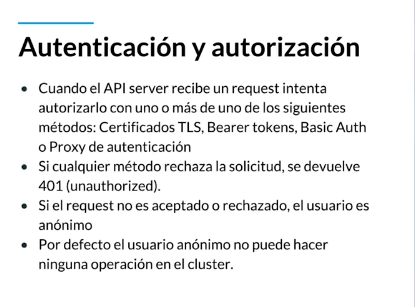 Autenticación y autorización
• Cuando el API server recibe un request intenta
autorizarlo con uno o más de uno de los siguientes
métodos: Certificados TLS, Bearer tokens, Basic Auth
o Proxy de autenticación
• Si cualquier método rechaza la solicitud, se devuelve
401 (unauthorized).
• Si el request no es aceptado o rechazado, el usuario es
anónimo
• Por defecto el usuario anónimo no puede hacer
ninguna operación en el cluster.